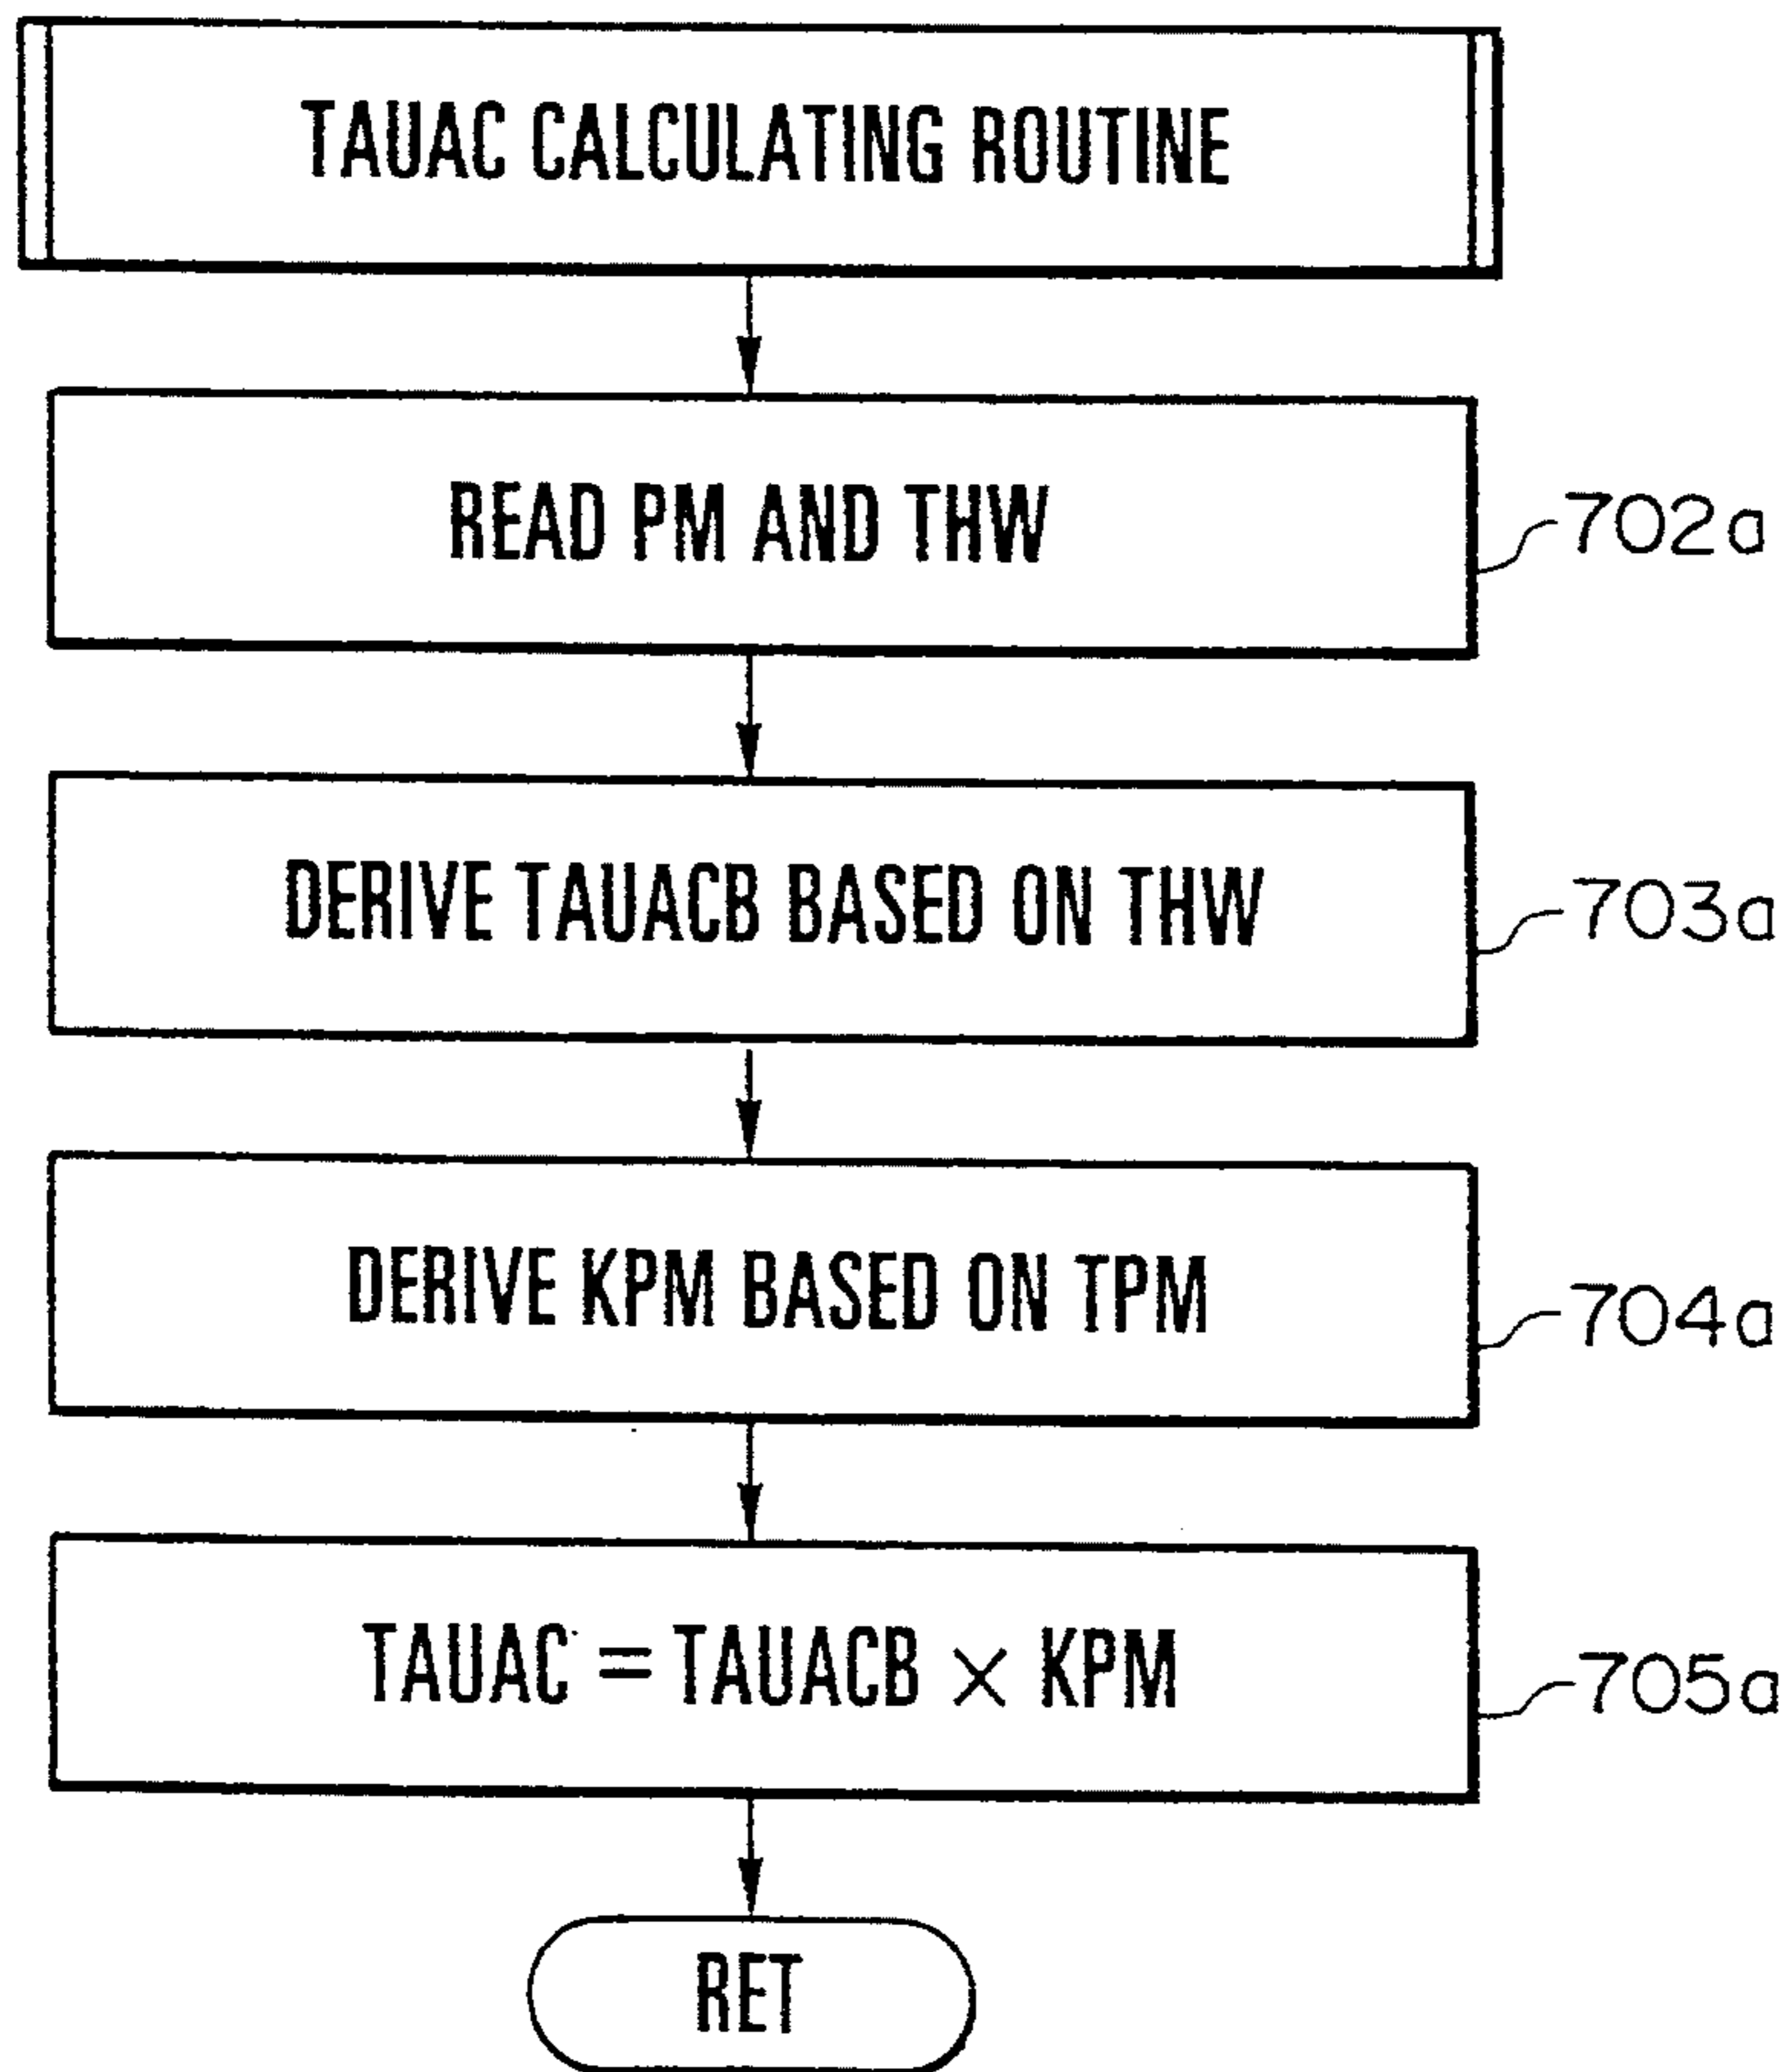 TAUAC CALCULATING ROUTINE
READ PM AND THW
702a
DERIVE TAUACB BASED ON THW
703a
DERIVE KPM BASED ON TPM
704a
TAUAC = TAUACB × KPM
705a
RET